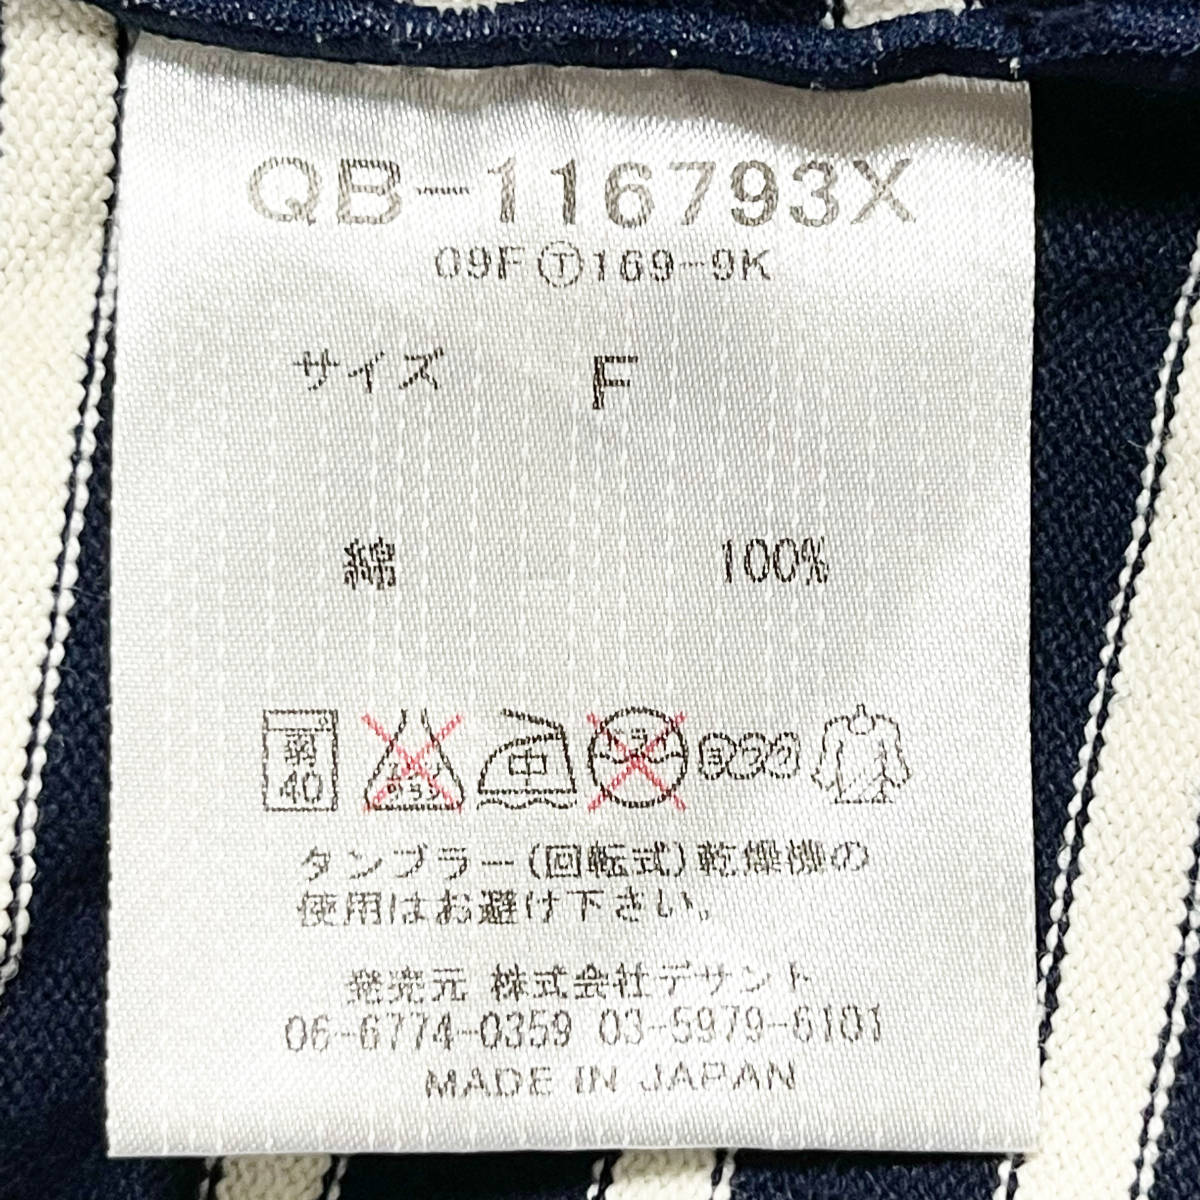 QB-116793X
09F Ⓣ 169-9K
サイズ F
綿 100%
弱 40 中
タンブラー(回転式)乾燥機の
使用はお避け下さい。
発売元 株式会社デサント
06-6774-0359 03-5979-6101
MADE IN JAPAN